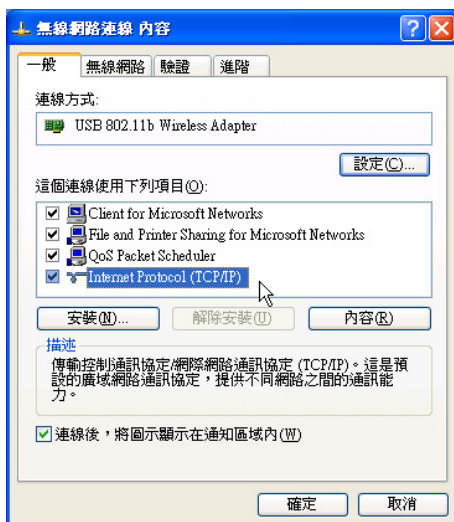 無線網路連線 內容
一般 無線網路 驗證 進階
連線方式:
USB 802.11b Wireless Adapter
設定(C)...
這個連線使用下列項目(O):
Client for Microsoft Networks
File and Printer Sharing for Microsoft Networks
QoS Packet Scheduler
Internet Protocol (TCP/IP)
安裝(N)... 解除安裝(U) 內容(R)
描述
傳輸控制通訊協定/網際網路通訊協定 (TCP/IP)。這是預
設的廣域網路通訊協定，提供不同網路之間的通訊能
力。
連線後，將圖示顯示在通知區域內(W)
確定 取消